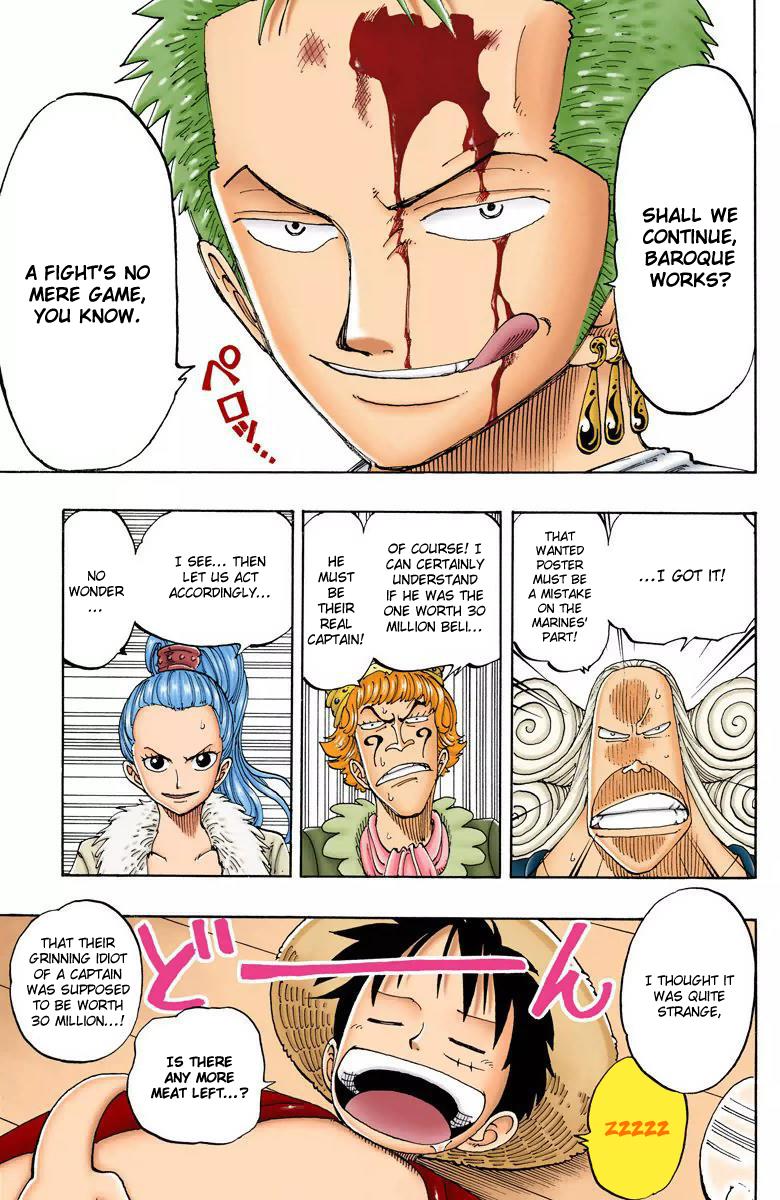 SHALL WE
CONTINUE,
BAROQUE
WORKS?
A FIGHT'S NO
MERE GAME,
YOU KNOW.
ペロッ...
...I GOT IT!
THAT
WANTED
POSTER
MUST BE
A MISTAKE
ON THE
MARINES'
PART!
OF COURSE! I
CAN CERTAINLY
UNDERSTAND
IF HE WAS THE
ONE WORTH 30
MILLION BELI...
HE
MUST
BE
THEIR
REAL
CAPTAIN!
I SEE... THEN
LET US ACT
ACCORDINGLY...
NO
WONDER
...
I THOUGHT IT
WAS QUITE
STRANGE,
THAT THEIR
GRINNING IDIOT
OF A CAPTAIN
WAS SUPPOSED
TO BE WORTH
30 MILLION...!
どーん
IS THERE
ANY MORE
MEAT LEFT...?
ZZZZZ